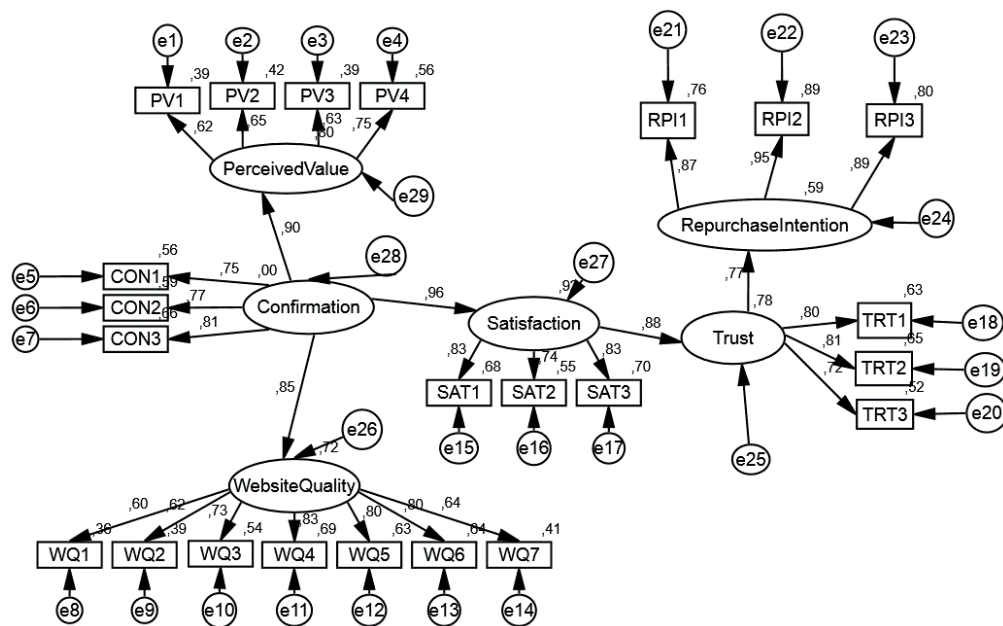 e1 e2 e3 e4
,39 ,42 ,39 ,56
PV1 PV2 PV3 PV4
,62 ,65 ,63 ,75
,80
PerceivedValue
e29
,90
e21 e22 e23
,76 ,89 ,80
RPI1 RPI2 RPI3
,87 ,95 ,89
,59
RepurchaseIntention
e24
,77
e28
,00
Confirmation
e5 ,56 CON1 ,75
e6 ,59 CON2 ,77
e7 ,66 CON3 ,81
,96
e27
Satisfaction
,88
,83 ,74 ,83
,68 ,55 ,70
SAT1 SAT2 SAT3
e15 e16 e17
,78
Trust
e25
,80 ,63 TRT1 e18
,81 ,65 TRT2 e19
,72 ,52 TRT3 e20
,85
e26
,72
WebsiteQuality
,60 ,62 ,73 ,83 ,80 ,80 ,64
,36 ,39 ,54 ,69 ,63 ,64 ,41
WQ1 WQ2 WQ3 WQ4 WQ5 WQ6 WQ7
e8 e9 e10 e11 e12 e13 e14